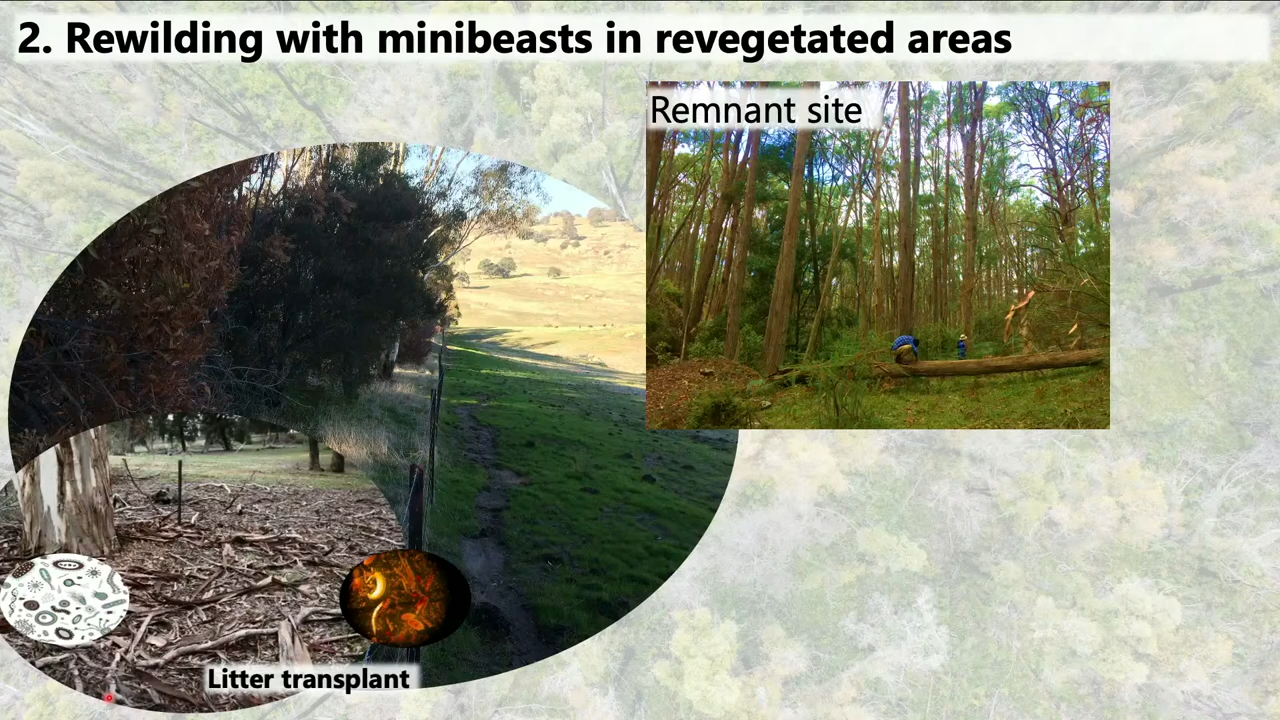 2. Rewilding with minibeasts in revegetated areas
Remnant site
Litter transplant